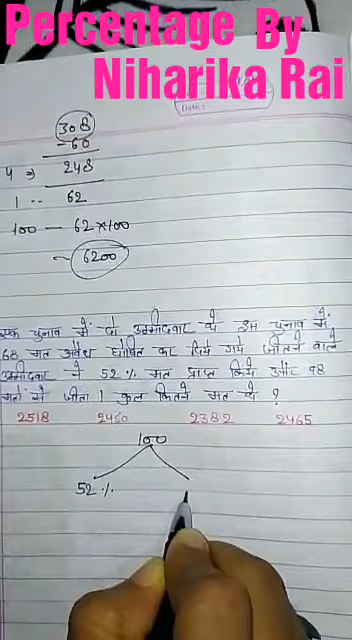 Percentage By
Niharika Rai
Date:
308
-60
4 ⇒ 248
1 .. 62
100 — 62×100
6200
एक चुनाव में दो उम्मीदवार थे इस चुनाव में
68 मत अवैध घोषित कर दिये गये जीतने वाले
उम्मीदवार ने 52% मत प्राप्त किये और 98
मतो से जीता। कुल कितने मत थे ?
2518 2450 2382 2465
100
52%